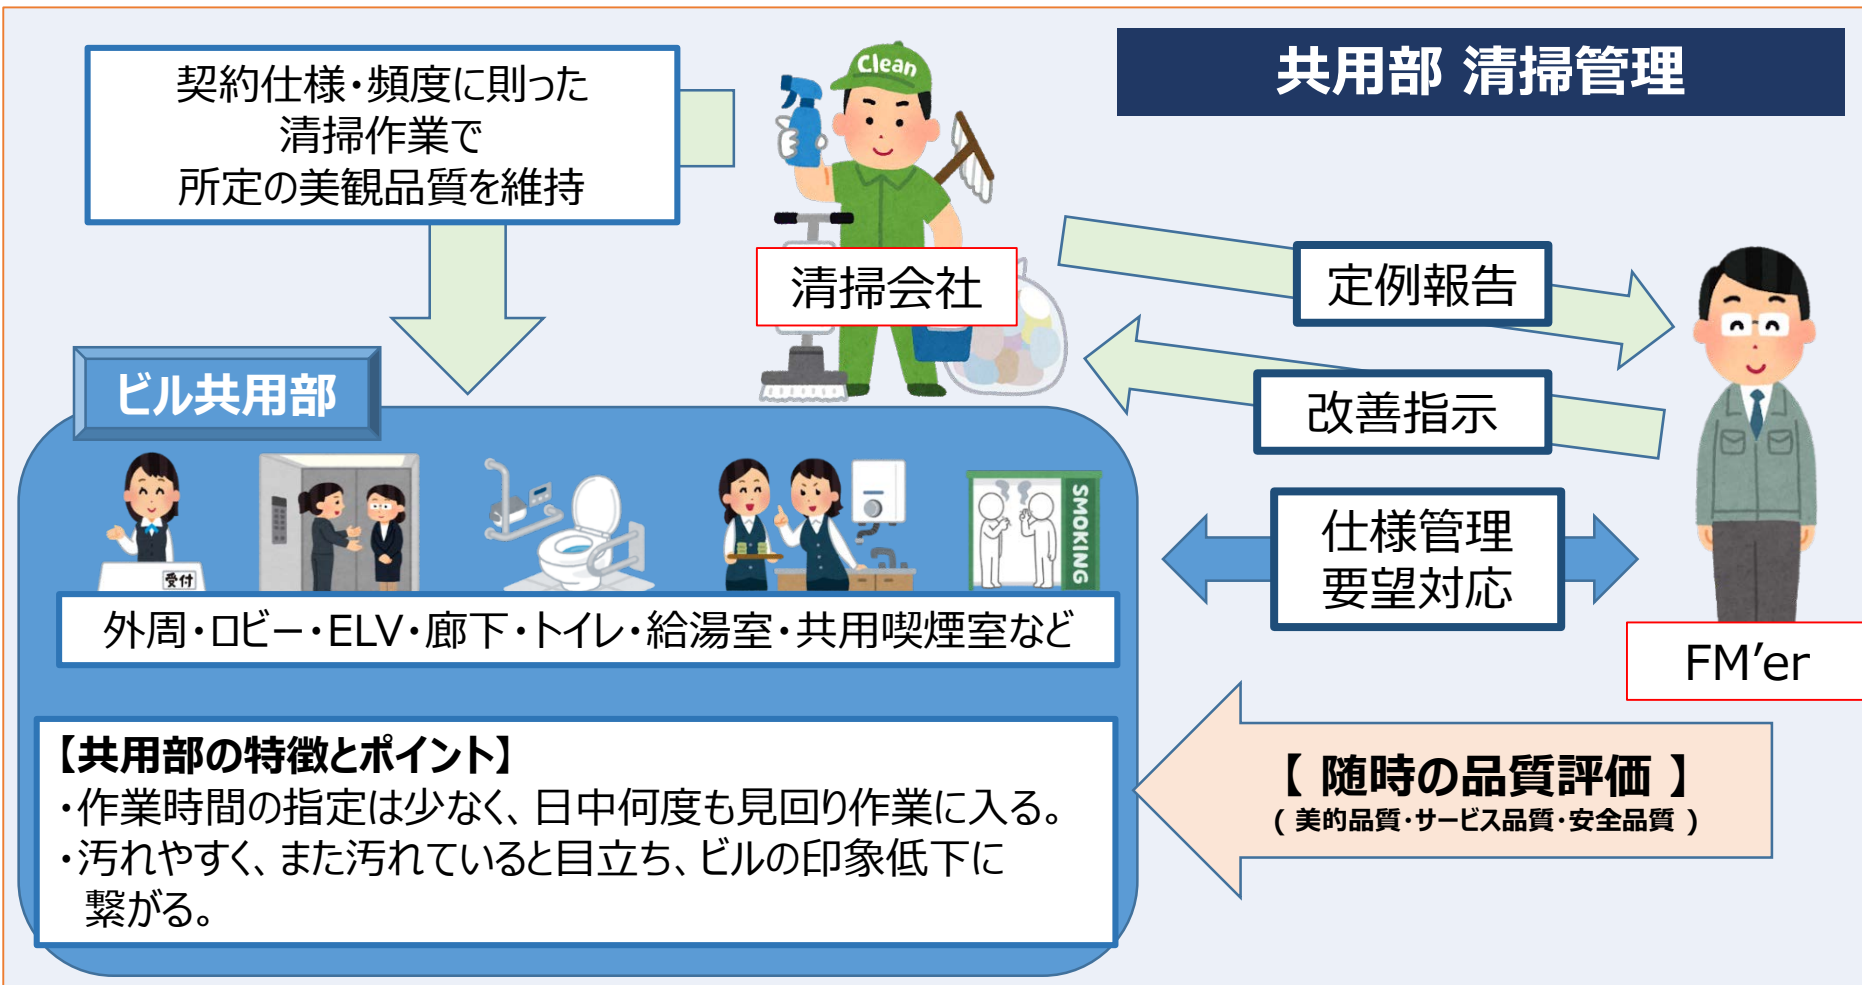 共用部 清掃管理
契約仕様・頻度に則った
清掃作業で
所定の美観品質を維持
Clean
清掃会社
定例報告
改善指示
ビル共用部
受付
SMOKING
仕様管理
要望対応
外周・ロビー・ELV・廊下・トイレ・給湯室・共用喫煙室など
FM’er
【共用部の特徴とポイント】
・作業時間の指定は少なく、日中何度も見回り作業に入る。
・汚れやすく、また汚れていると目立ち、ビルの印象低下に
繋がる。
【 随時の品質評価 】
( 美的品質・サービス品質・安全品質 )